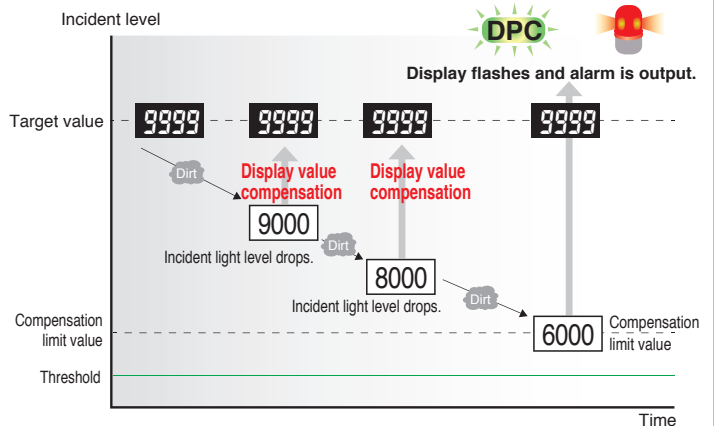 Incident level
DPC
Display flashes and alarm is output.
Target value
9999 9999 9999 9999
Dirt
Display value
compensation
Display value
compensation
9000
Incident light level drops.
Dirt
8000
Incident light level drops.
Dirt
Compensation
limit value
6000
Compensation
limit value
Threshold
Time